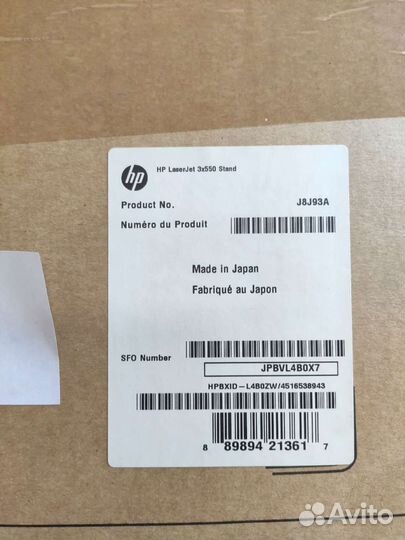 hp
HP LaserJet 3x550 Stand
Product No. J8J93A
Numéro du Produit
Made in Japan
Fabriqué au Japon
SFO Number
JPBVL4B0X7
HPBXID-L4B0ZW/4516538943
8 89894 21361 7
Avito